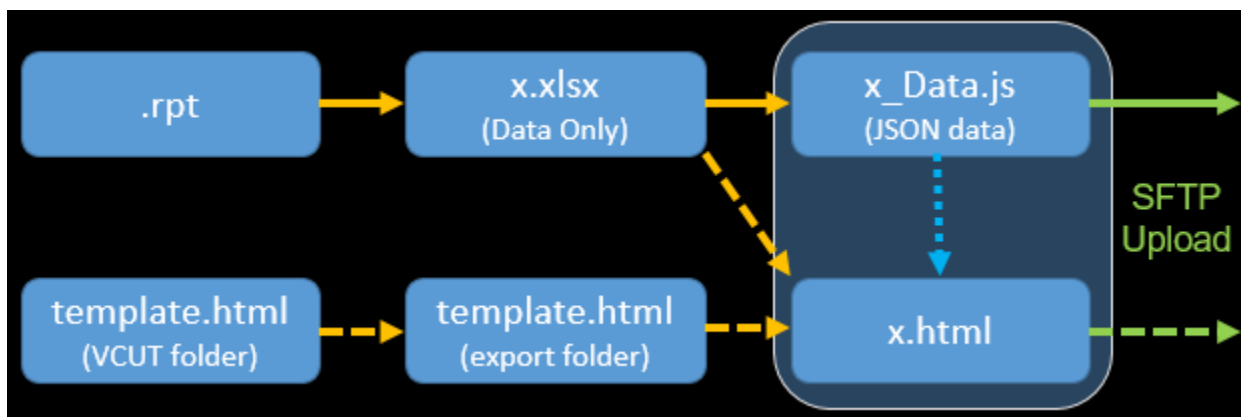 .rpt
x.xlsx
(Data Only)
x_Data.js
(JSON data)
SFTP
Upload
template.html
(VCUT folder)
template.html
(export folder)
x.html